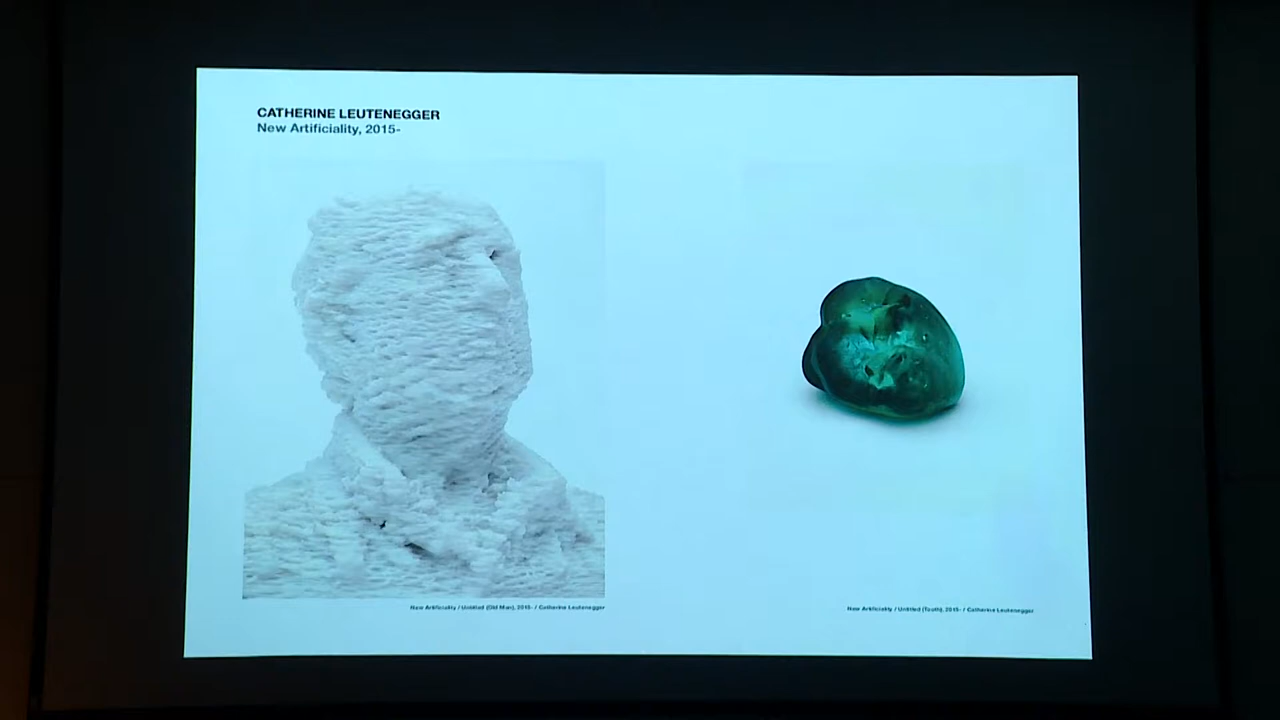 CATHERINE LEUTENEGGER
New Artificiality, 2015-
New Artificiality / Untitled (Old Man), 2015- / Catherine Leutenegger
New Artificiality / Untitled (Tooth), 2015- / Catherine Leutenegger